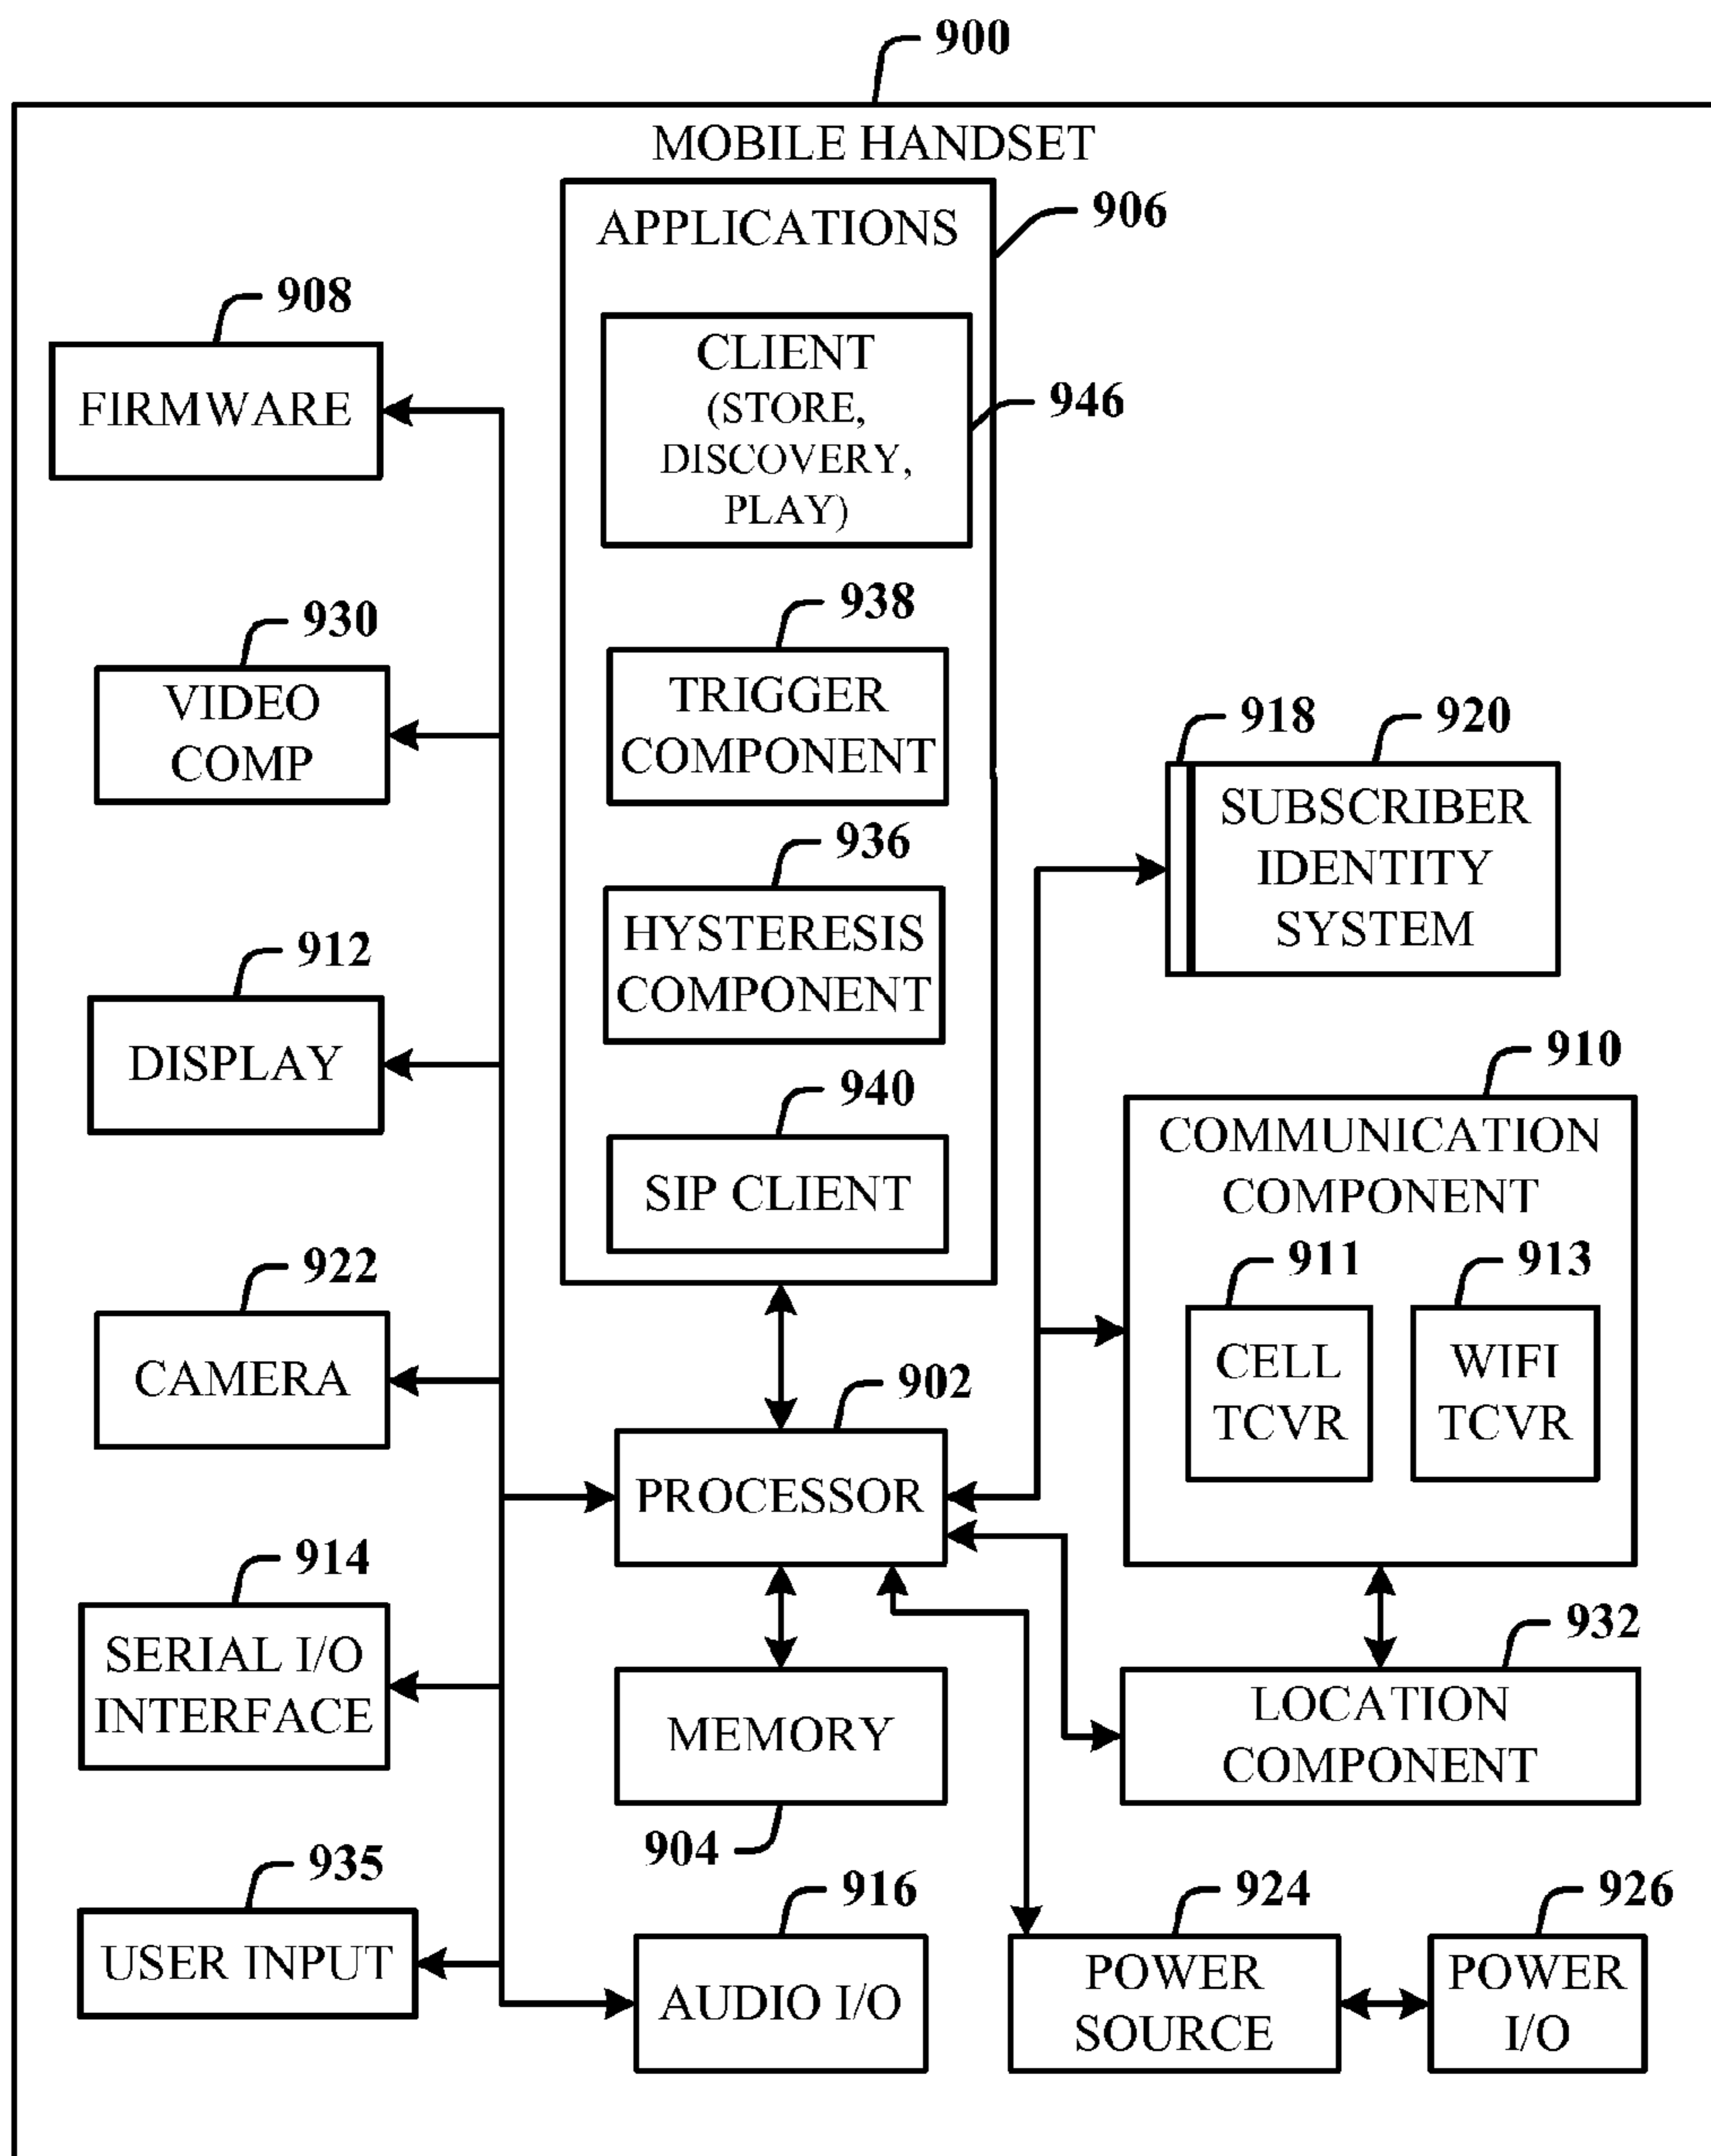 900
MOBILE HANDSET
906
APPLICATIONS
CLIENT
(STORE,
DISCOVERY,
PLAY)
946
938
TRIGGER
COMPONENT
936
HYSTERESIS
COMPONENT
940
SIP CLIENT
908
FIRMWARE
930
VIDEO
COMP
912
DISPLAY
922
CAMERA
914
SERIAL I/O
INTERFACE
935
USER INPUT
902
PROCESSOR
MEMORY
904
916
AUDIO I/O
918
920
SUBSCRIBER
IDENTITY
SYSTEM
910
COMMUNICATION
COMPONENT
911
CELL
TCVR
913
WIFI
TCVR
932
LOCATION
COMPONENT
924
POWER
SOURCE
926
POWER
I/O